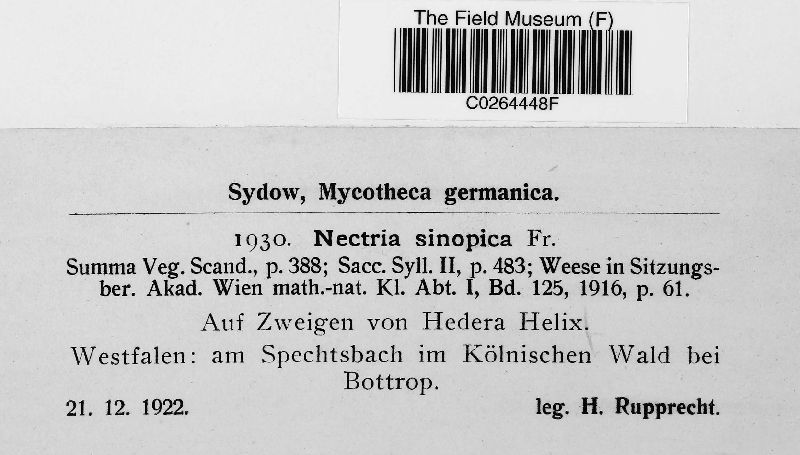 The Field Museum (F)
C0264448F
Sydow, Mycotheca germanica.
1930. Nectria sinopica Fr.
Summa Veg. Scand., p. 388; Sacc. Syll. II, p. 483; Weese in Sitzungs-
ber. Akad. Wien math.-nat. Kl. Abt. I, Bd. 125, 1916, p. 61.
Auf Zweigen von Hedera Helix.
Westfalen: am Spechtsbach im Kölnischen Wald bei
Bottrop.
21. 12. 1922. leg. H. Rupprecht.